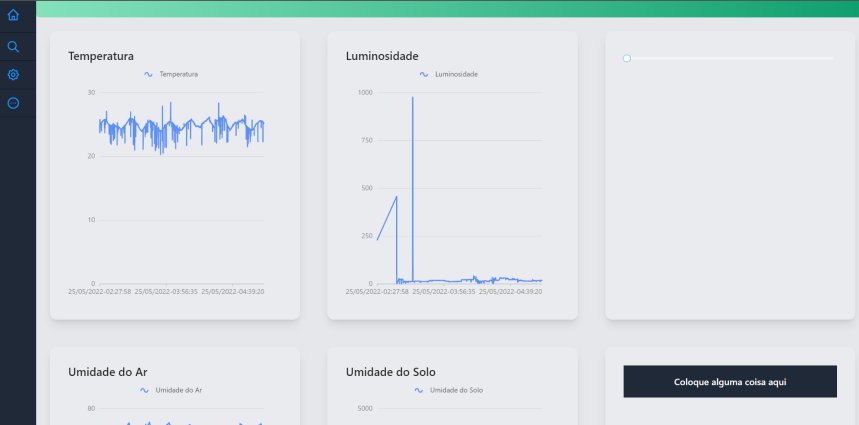 Temperatura
Temperatura
30
20
10
0
25/05/2022-02:27:58 25/05/2022-03:56:35 25/05/2022-04:39:20
Luminosidade
Luminosidade
1000
750
500
250
0
25/05/2022-02:27:58 25/05/2022-03:56:35 25/05/2022-04:39:20
Umidade do Ar
Umidade do Ar
80
Umidade do Solo
Umidade do Solo
5000
Coloque alguma coisa aqui